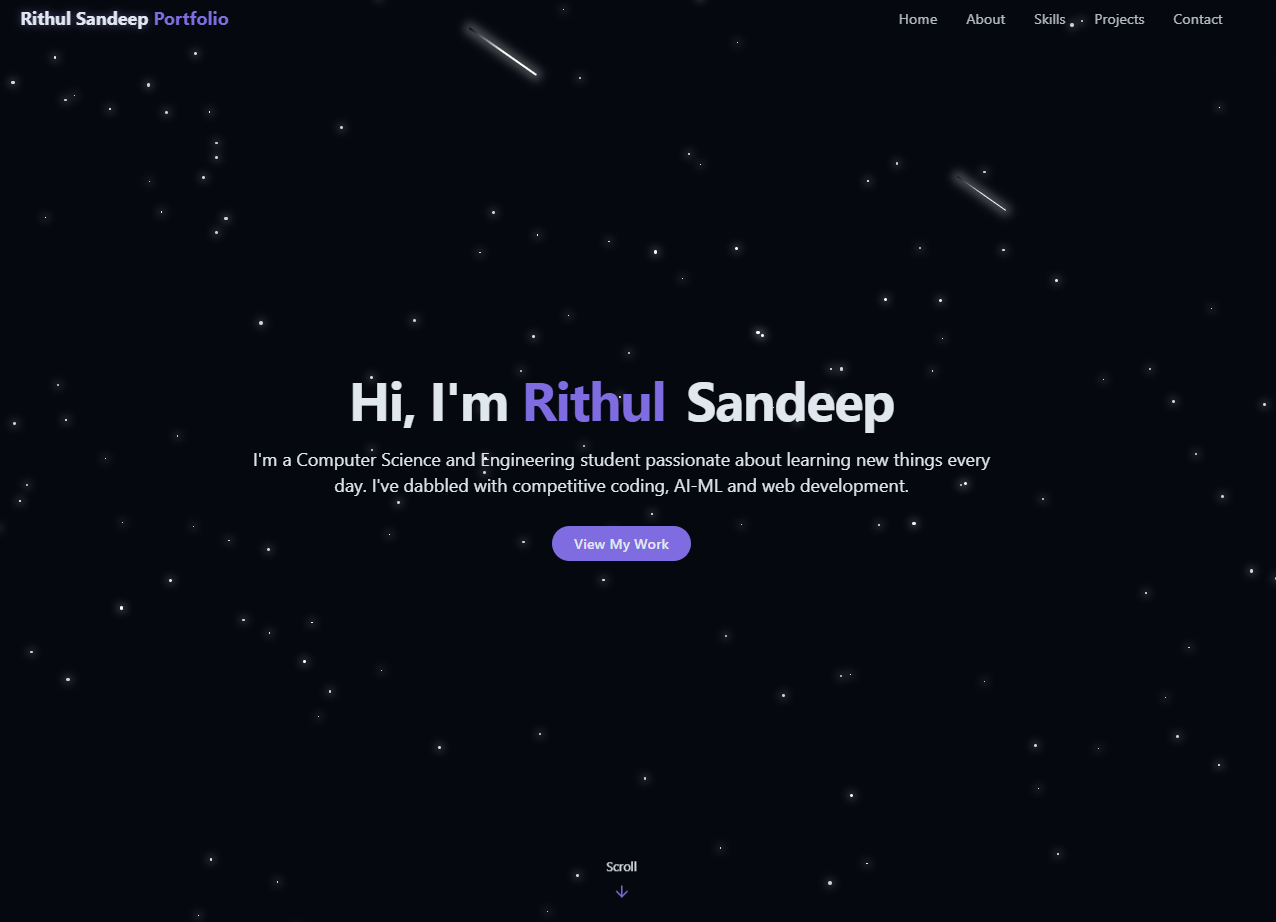 Rithul Sandeep Portfolio
Home About Skills Projects Contact
Hi, I'm Rithul Sandeep
I'm a Computer Science and Engineering student passionate about learning new things every
day. I've dabbled with competitive coding, AI-ML and web development.
View My Work
Scroll